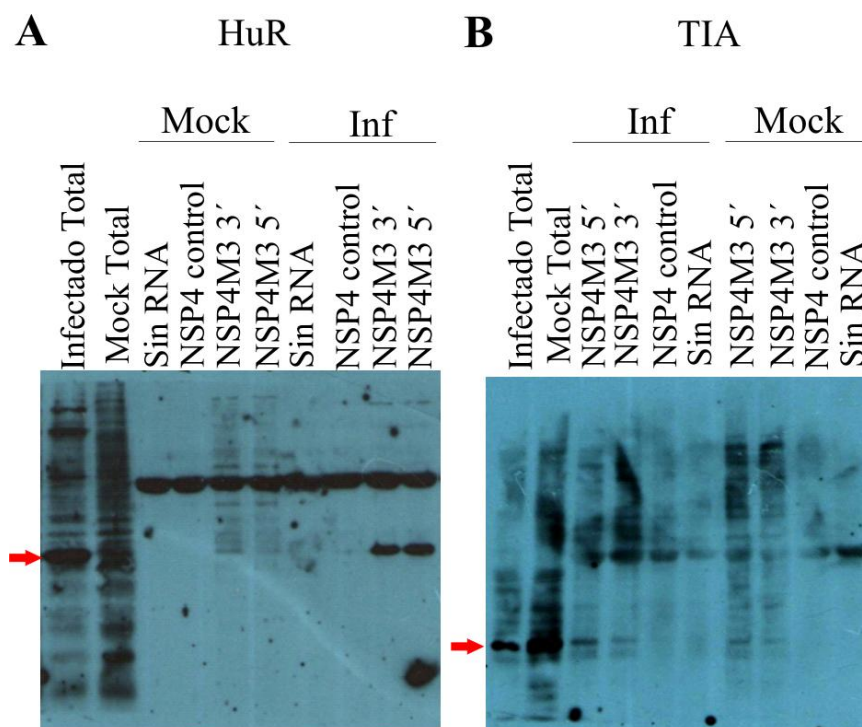 A
HuR
Mock
Inf
Infectado Total
Mock Total
Sin RNA
NSP4 control
NSP4M3 3´
NSP4M3 5´
Sin RNA
NSP4 control
NSP4M3 3´
NSP4M3 5´
B
TIA
Inf
Mock
Infectado Total
Mock Total
NSP4M3 5´
NSP4M3 3´
NSP4 control
Sin RNA
NSP4M3 5´
NSP4M3 3´
NSP4 control
Sin RNA